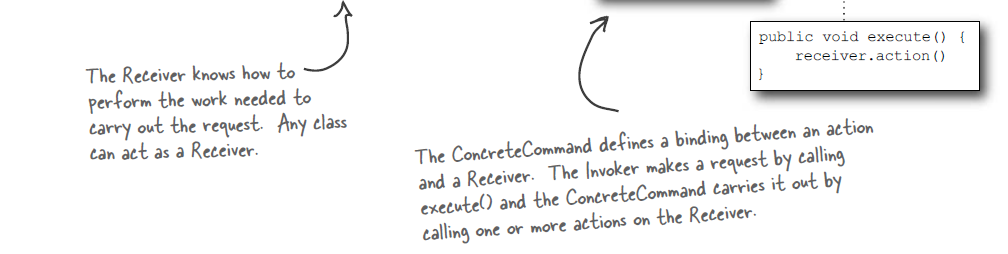 public void execute() {
receiver.action()
}
The Receiver knows how to
perform the work needed to
carry out the request. Any class
can act as a Receiver.
The ConcreteCommand defines a binding between an action
and a Receiver. The Invoker makes a request by calling
execute() and the ConcreteCommand carries it out by
calling one or more actions on the Receiver.